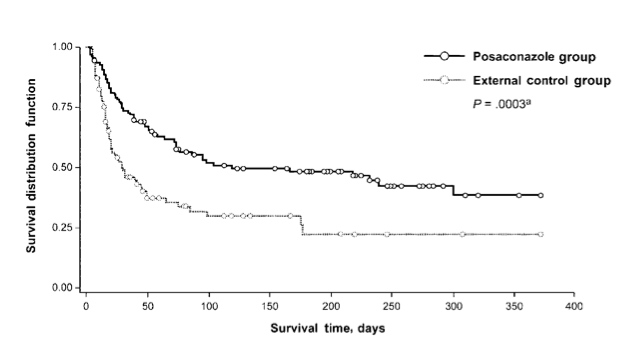 Posaconazole group
External control group
P = .0003a
Survival distribution function
1.00
0.75
0.50
0.25
0.00
0 50 100 150 200 250 300 350 400
Survival time, days